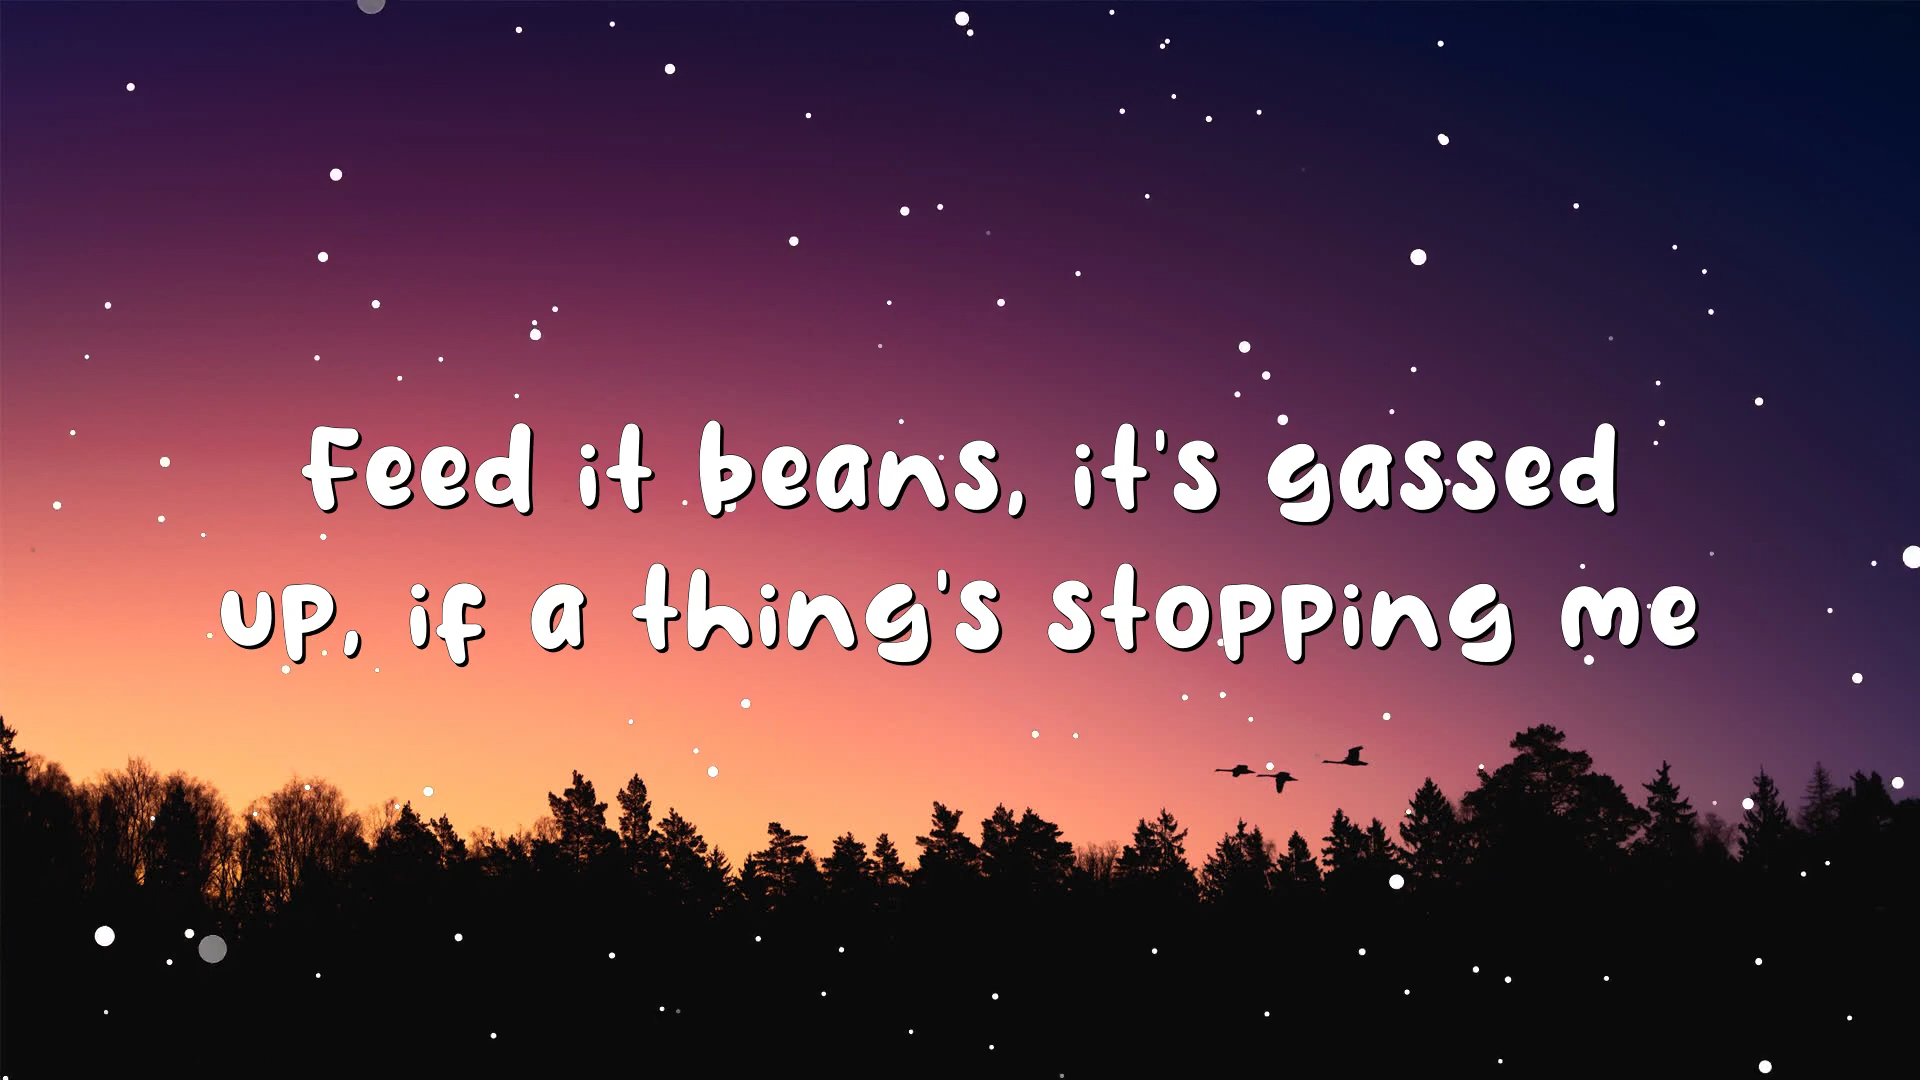 Feed it beans, it's gassed
up, if a thing's stopping me